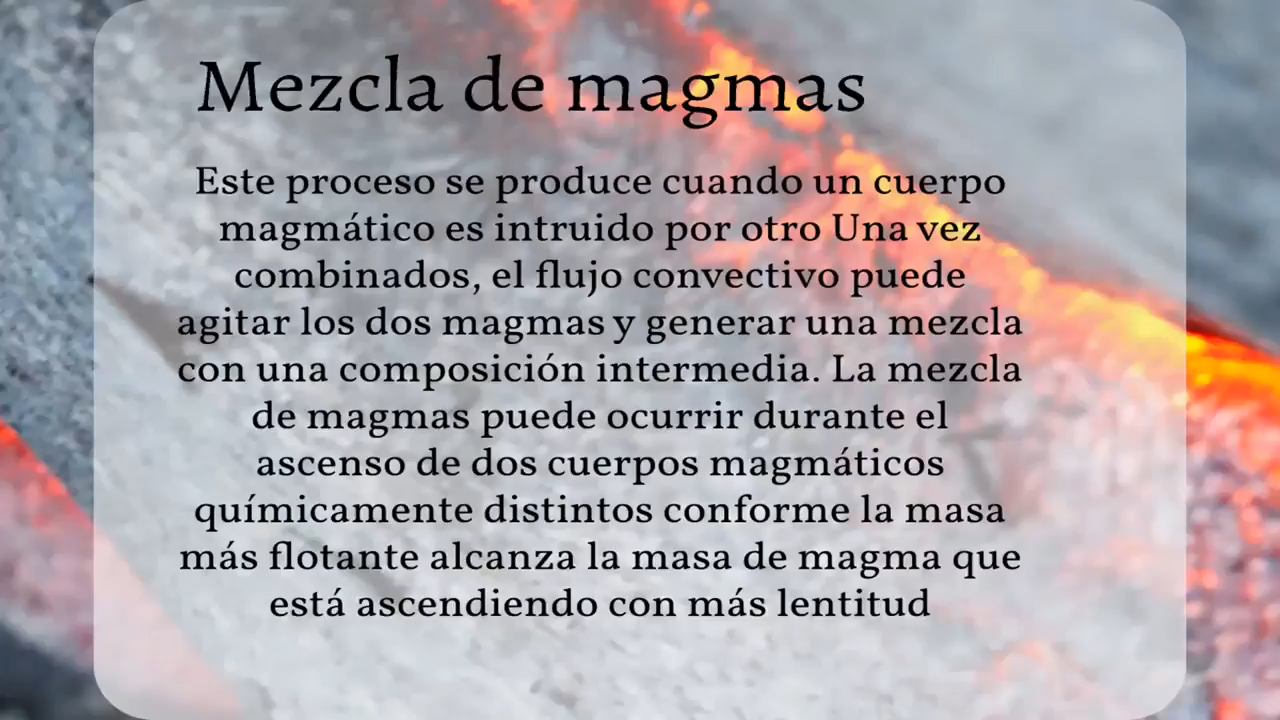 Mezcla de magmas
Este proceso se produce cuando un cuerpo
magmático es intruido por otro Una vez
combinados, el flujo convectivo puede
agitar los dos magmas y generar una mezcla
con una composición intermedia. La mezcla
de magmas puede ocurrir durante el
ascenso de dos cuerpos magmáticos
químicamente distintos conforme la masa
más flotante alcanza la masa de magma que
está ascendiendo con más lentitud